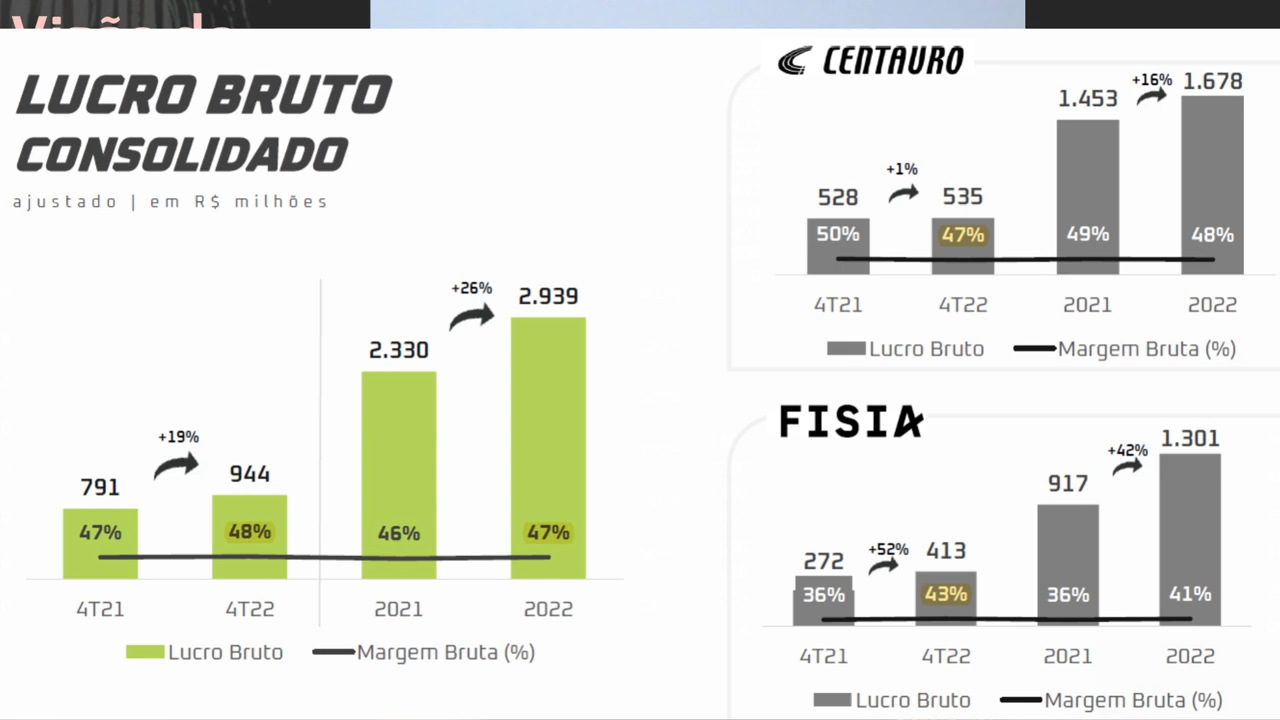 LUCRO BRUTO
CONSOLIDADO
ajustado | em R$ milhões
791
+19%
944
2.330
+26%
2.939
47%
48%
46%
47%
4T21
4T22
2021
2022
Lucro Bruto
Margem Bruta (%)
CENTAURO
528
+1%
535
1.453
+16%
1.678
50%
47%
49%
48%
4T21
4T22
2021
2022
Lucro Bruto
Margem Bruta (%)
FISIA
272
+52%
413
917
+42%
1.301
36%
43%
36%
41%
4T21
4T22
2021
2022
Lucro Bruto
Margem Bruta (%)